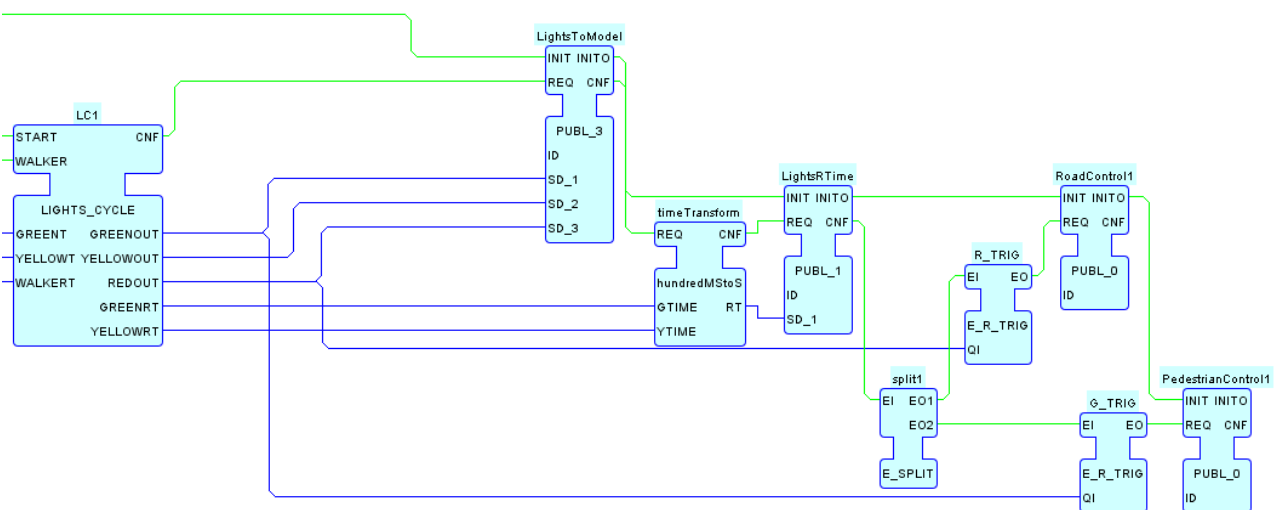 LightsToModel
INIT INITO
REQ CNF
PUBL_3
ID
SD_1
SD_2
SD_3
LC1
START CNF
WALKER
LIGHTS_CYCLE
GREENT GREENOUT
YELLOWT YELLOWOUT
WALKERT REDOUT
GREENRT
YELLOWRT
timeTransform
REQ CNF
hundredMStoS
GTIME RT
YTIME
LightsRTime
INIT INITO
REQ CNF
PUBL_1
ID
SD_1
R_TRIG
EI EO
E_R_TRIG
QI
RoadControl1
INIT INITO
REQ CNF
PUBL_0
ID
split1
EI EO1
EO2
E_SPLIT
G_TRIG
EI EO
E_R_TRIG
QI
PedestrianControl1
INIT INITO
REQ CNF
PUBL_0
ID